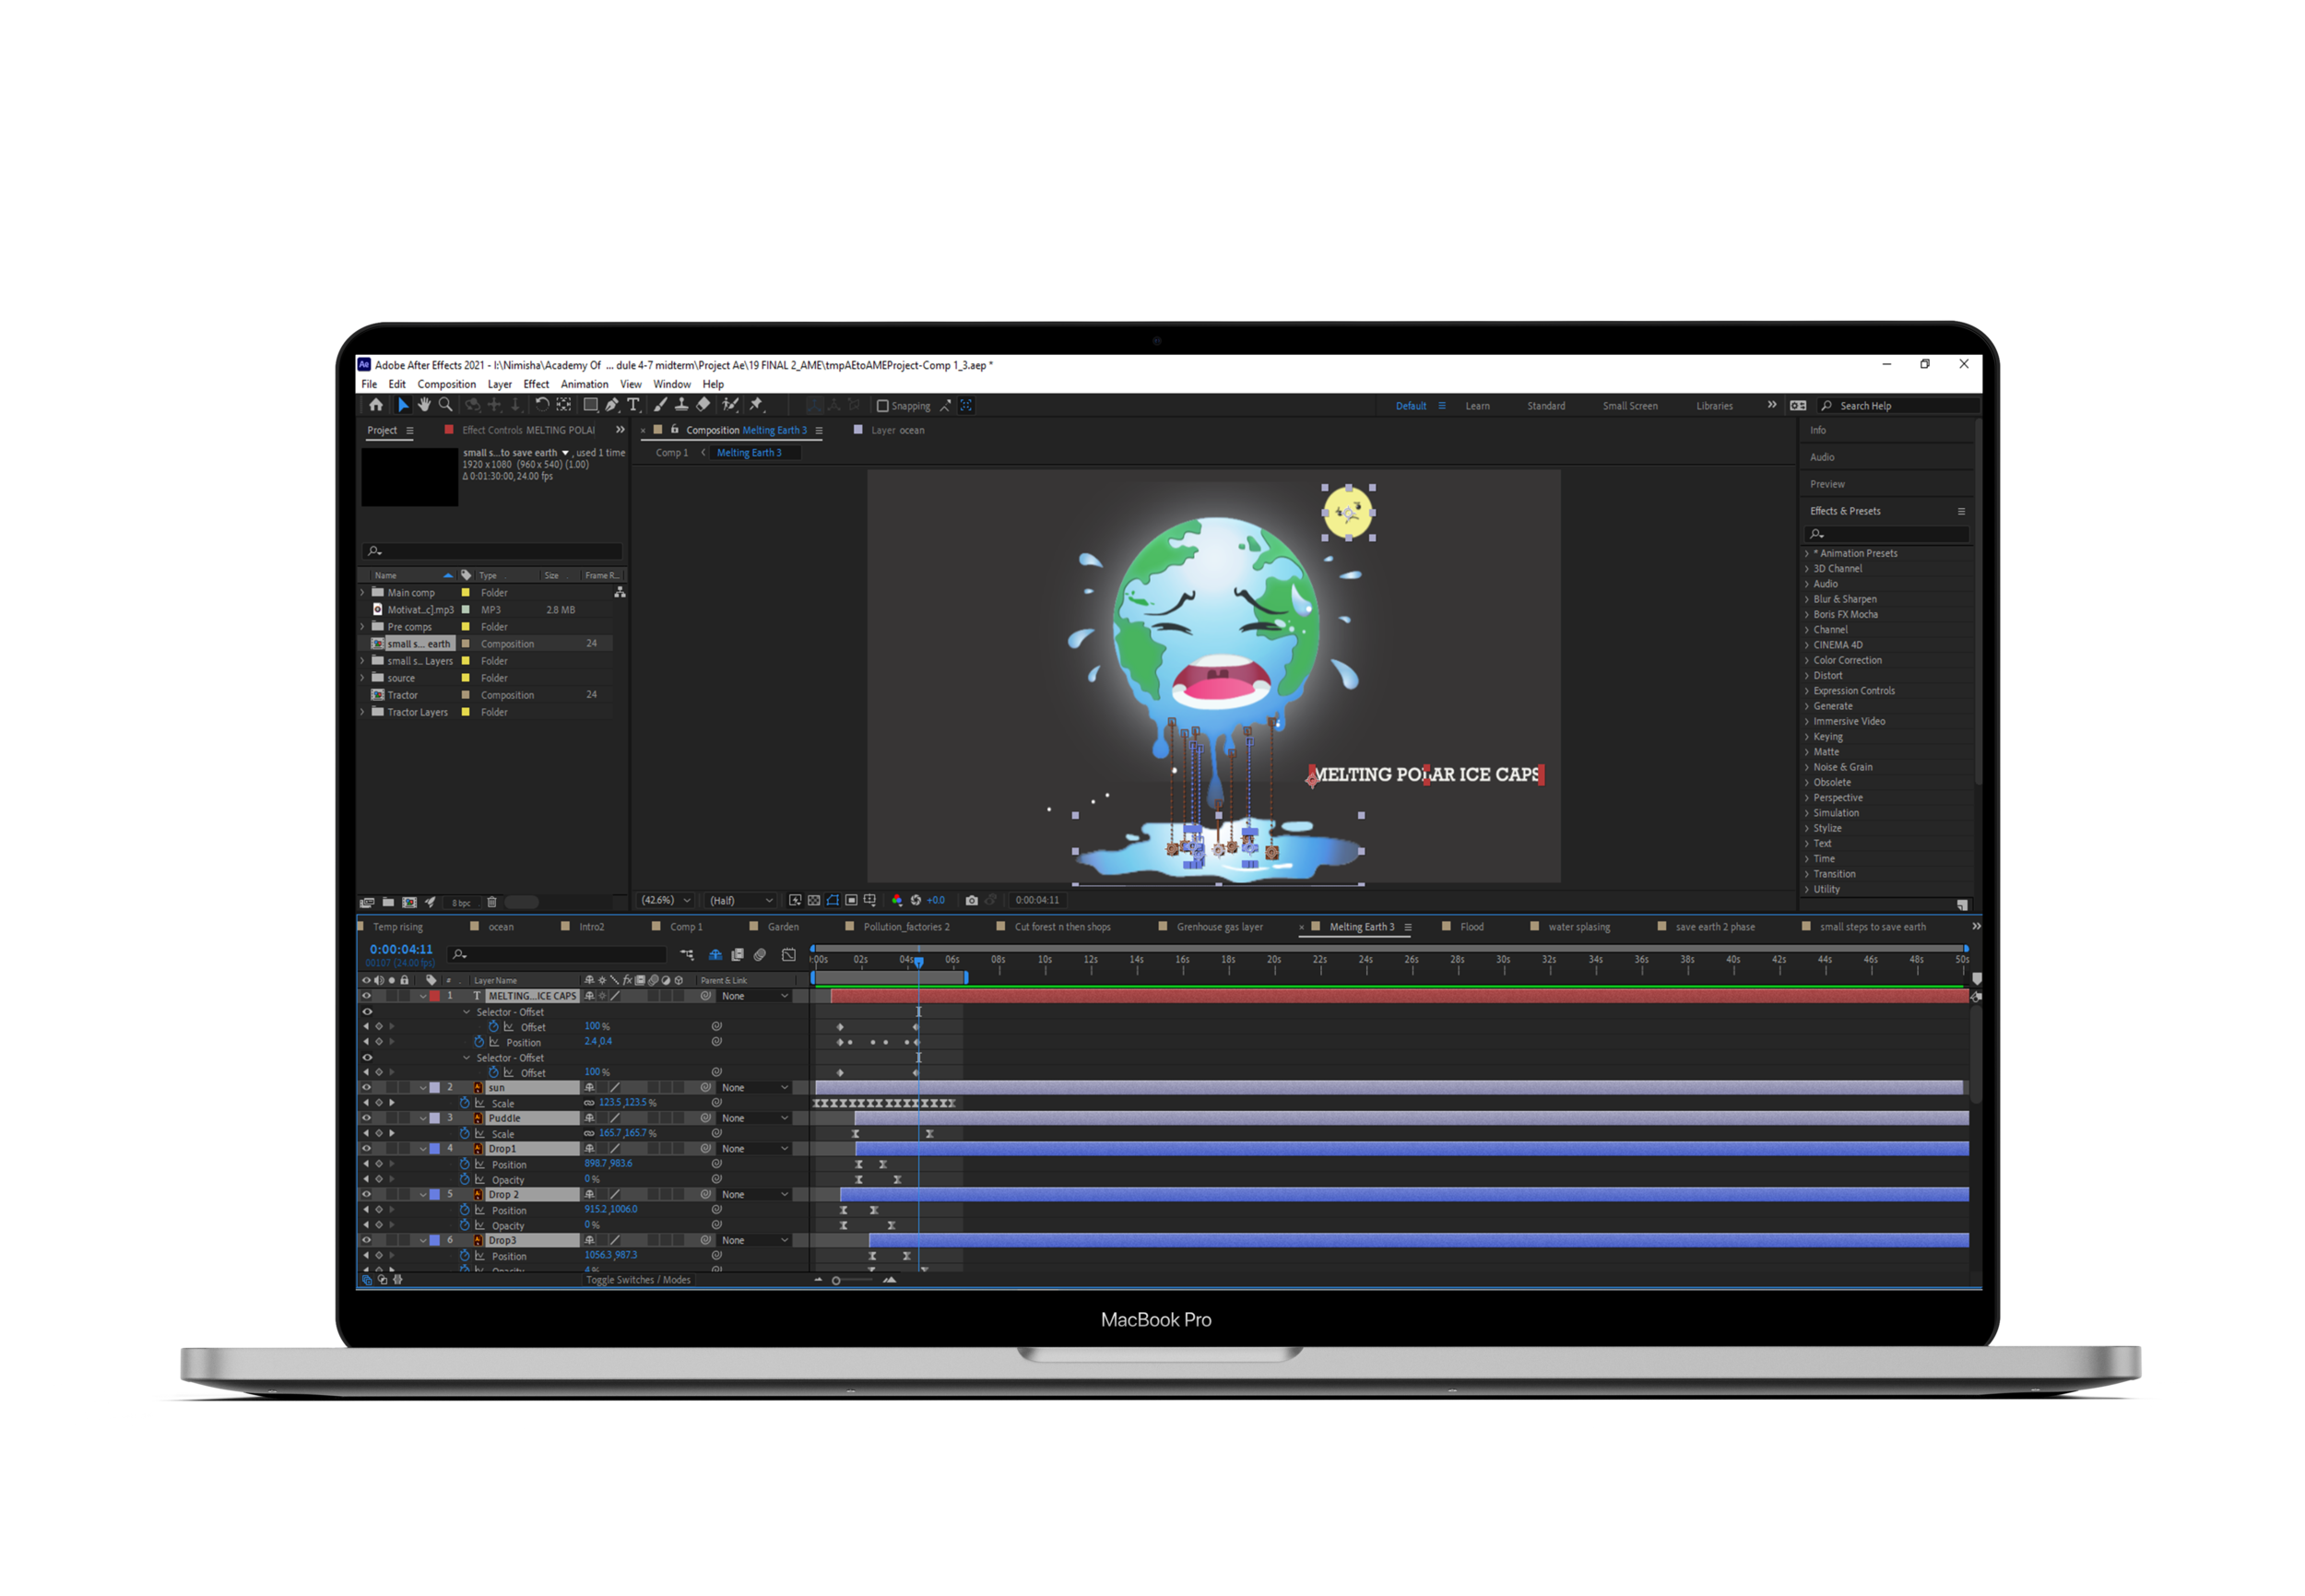 Ae Adobe After Effects 2021 - I:\Nimisha\Academy Of ... dule 4-7 midterm\Project Ae\19 FINAL 2_AME\tmpAEtoAMEProject-Comp 1_3.aep *
File Edit Composition Layer Effect Animation View Window Help
Snapping Default Learn Standard Small Screen Libraries Search Help
Project Effect Controls MELTING POLAI
Composition Melting Earth 3 Layer ocean
Comp 1 Melting Earth 3
small s...to save earth , used 1 time
1920 x 1080 (960 x 540) (1.00)
Δ 0:01:30:00, 24.00 fps
Name Type Size Frame R...
Main comp Folder
Motivat...c].mp3 MP3 2.8 MB
Pre comps Folder
small s... earth Composition 24
small s... Layers Folder
source Folder
Tractor Composition 24
Tractor Layers Folder
8 bpc
MELTING POLAR ICE CAPS
(42.6%) (Half) +0.0 0:00:04:11
Info
Audio
Preview
Effects & Presets
* Animation Presets
3D Channel
Audio
Blur & Sharpen
Boris FX Mocha
Channel
CINEMA 4D
Color Correction
Distort
Expression Controls
Generate
Immersive Video
Keying
Matte
Noise & Grain
Obsolete
Perspective
Simulation
Stylize
Text
Time
Transition
Utility
Temp rising ocean Intro2 Comp 1 Garden Pollution_factories 2 Cut forest n then shops Grenhouse gas layer Melting Earth 3 Flood water splasing save earth 2 phase small steps to save earth
0:00:04:11
00107 (24.00 fps)
:00s 02s 04s 06s 08s 10s 12s 14s 16s 18s 20s 22s 24s 26s 28s 30s 32s 34s 36s 38s 40s 42s 44s 46s 48s 50s
# Layer Name Parent & Link
1 T MELTING...ICE CAPS None
Selector - Offset
Offset 100 %
Position 2.4,0.4
Selector - Offset
Offset 100 %
2 sun None
Scale 123.5,123.5 %
3 Puddle None
Scale 165.7,165.7 %
4 Drop1 None
Position 898.7,983.6
Opacity 0 %
5 Drop 2 None
Position 915.2,1006.0
Opacity 0 %
6 Drop3 None
Position 1056.3,987.3
Opacity 4 %
Toggle Switches / Modes
MacBook Pro